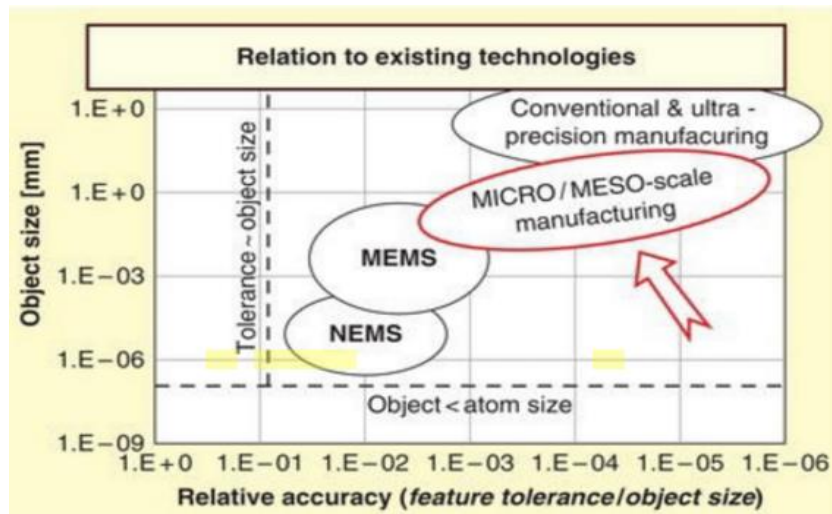 Relation to existing technologies
1.E+0
1.E+0
1.E−03
1.E−06
1.E−09
Object size [mm]
Tolerance ~ object size
Conventional & ultra -
precision manufacuring
MICRO/MESO-scale
manufacturing
MEMS
NEMS
Object < atom size
1.E+0 1.E−01 1.E−02 1.E−03 1.E−04 1.E−05 1.E−06
Relative accuracy (feature tolerance/object size)